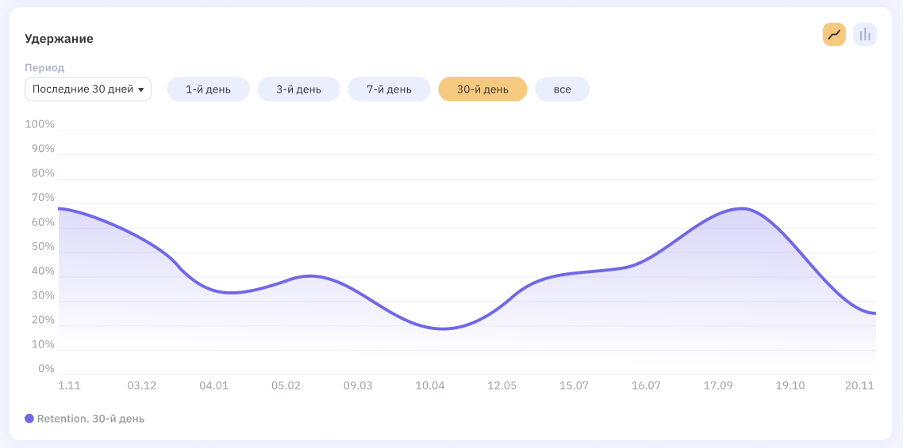 Удержание
Период
Последние 30 дней
1-й день
3-й день
7-й день
30-й день
все
100%
90%
80%
70%
60%
50%
40%
30%
20%
10%
0%
1.11 03.12 04.01 05.02 09.03 10.04 12.05 15.07 16.07 17.09 19.10 20.11
Retention. 30-й день